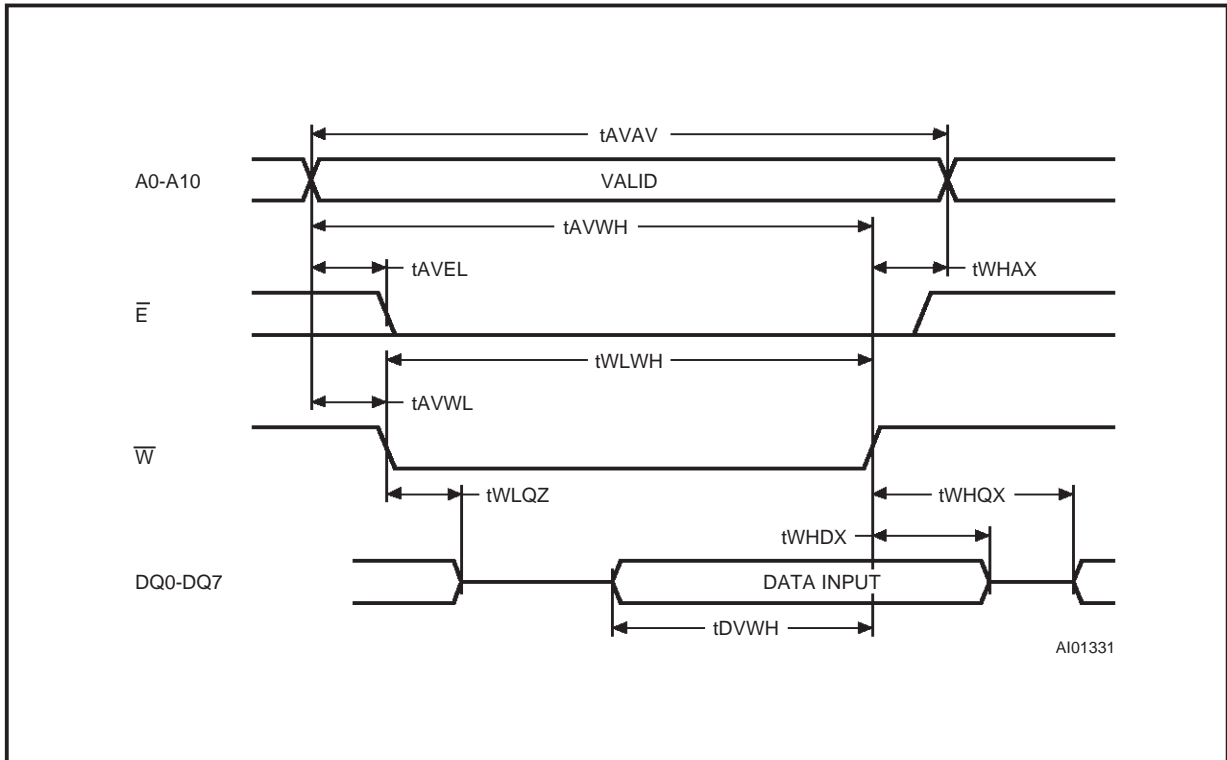 tAVAV
A0-A10
VALID
tAVWH
tAVEL
tWHAX
E̅
tWLWH
tAVWL
W̅
tWLQZ
tWHQX
tWHDX
DQ0-DQ7
DATA INPUT
tDVWH
AI01331